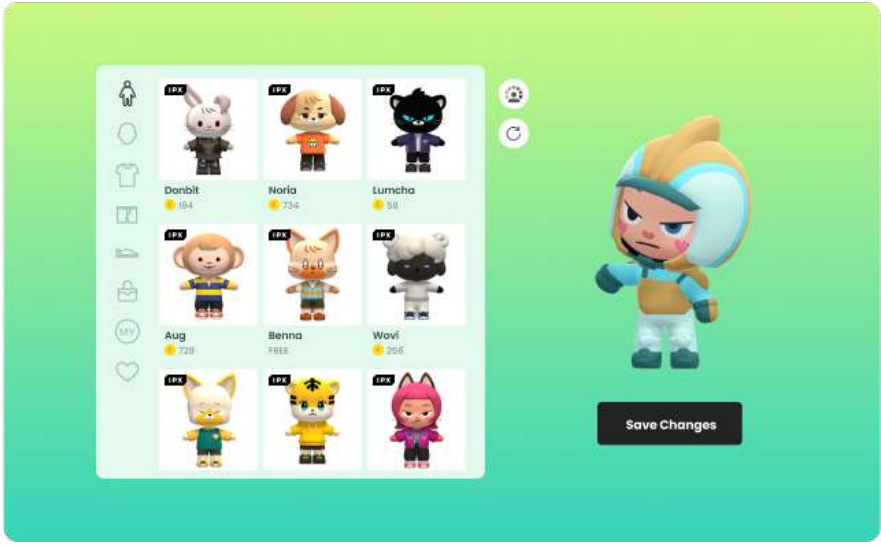 IPX IPX IPX
Donbit Noria Lumcha
194 734 58
IPX IPX IPX
Aug Benna Wovi
728 FREE 256
IPX IPX IPX
MY
Save Changes